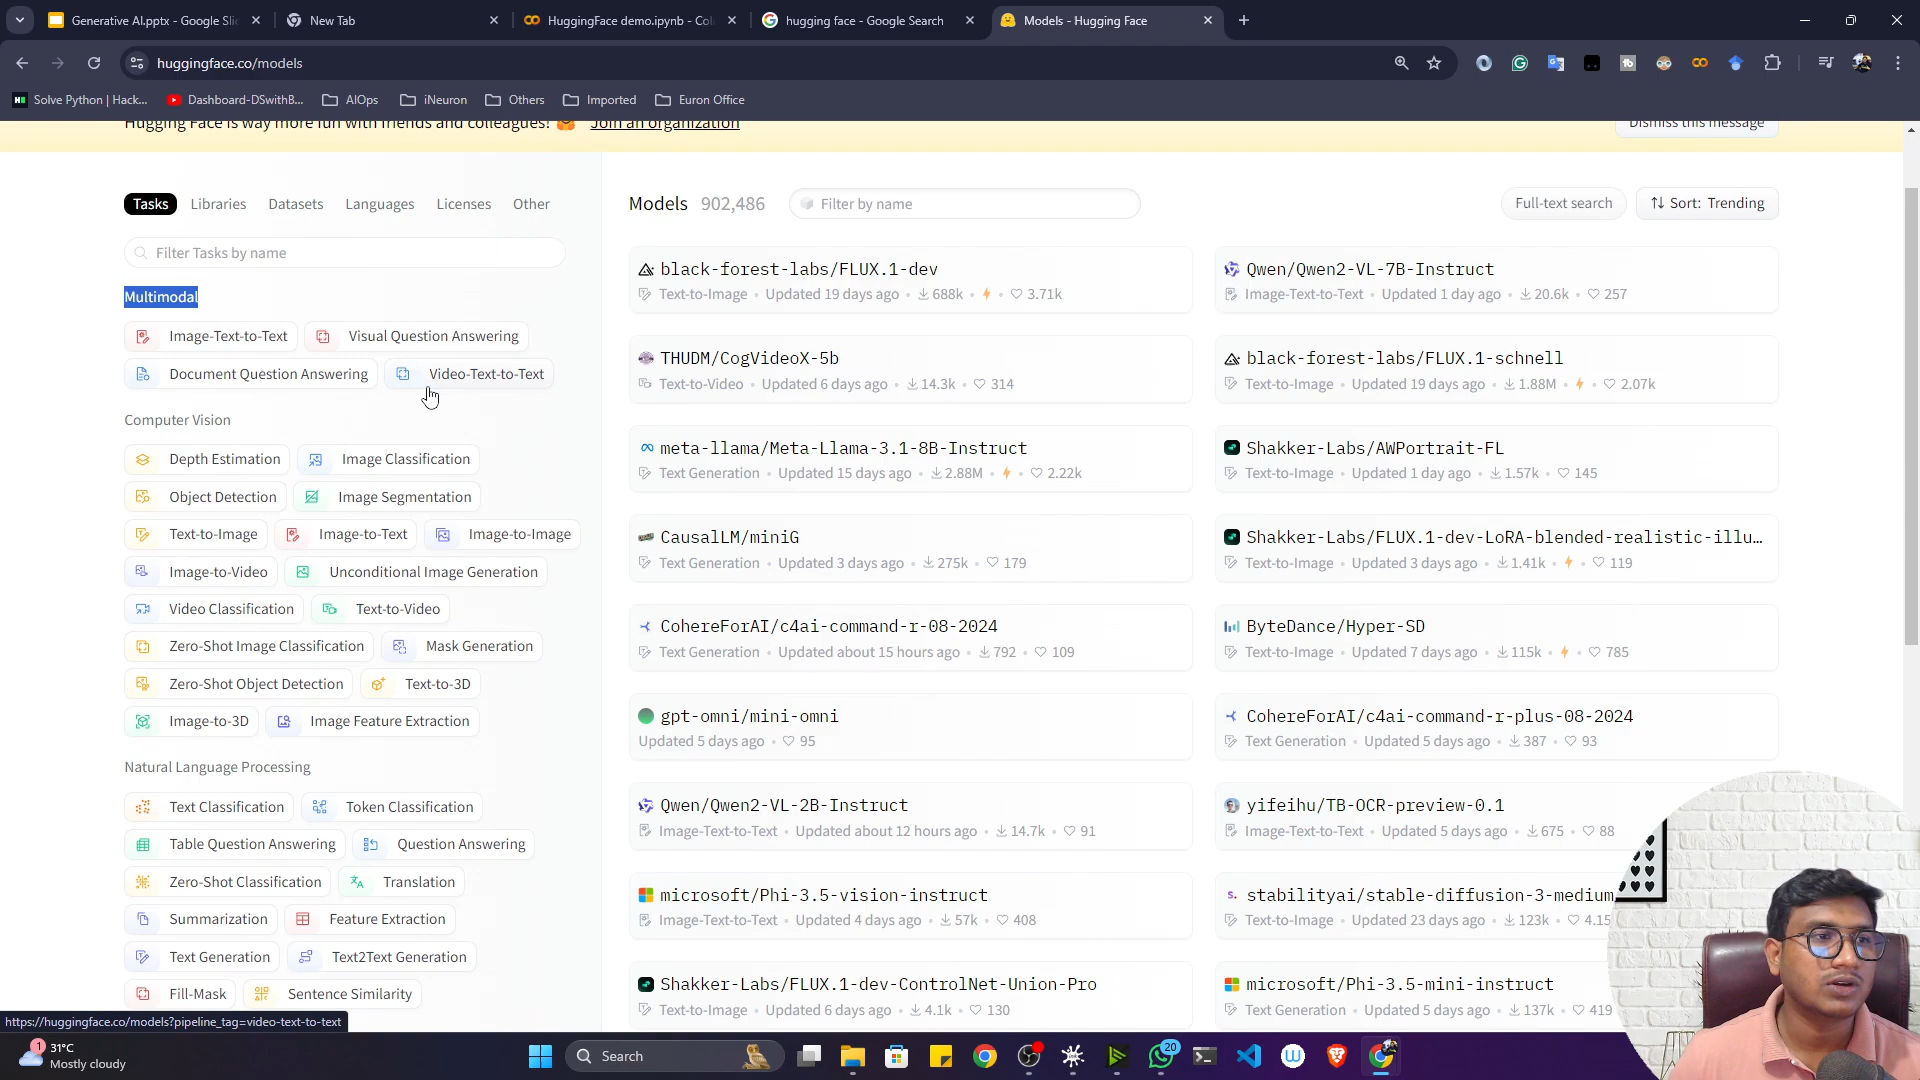 Generative AI.pptx - Google Slic
New Tab
HuggingFace demo.ipynb - Col
hugging face - Google Search
Models - Hugging Face
huggingface.co/models
Solve Python | Hack...
Dashboard-DSwithB...
AIOps
iNeuron
Others
Imported
Euron Office
Hugging Face is way more fun with friends and colleagues! 🤗 Join an organization
Dismiss this message
Tasks Libraries Datasets Languages Licenses Other
Filter Tasks by name
Multimodal
Image-Text-to-Text Visual Question Answering
Document Question Answering Video-Text-to-Text
Computer Vision
Depth Estimation Image Classification
Object Detection Image Segmentation
Text-to-Image Image-to-Text Image-to-Image
Image-to-Video Unconditional Image Generation
Video Classification Text-to-Video
Zero-Shot Image Classification Mask Generation
Zero-Shot Object Detection Text-to-3D
Image-to-3D Image Feature Extraction
Natural Language Processing
Text Classification Token Classification
Table Question Answering Question Answering
Zero-Shot Classification Translation
Summarization Feature Extraction
Text Generation Text2Text Generation
Fill-Mask Sentence Similarity
https://huggingface.co/models?pipeline_tag=video-text-to-text
Models 902,486 Filter by name
Full-text search
Sort: Trending
black-forest-labs/FLUX.1-dev
Text-to-Image • Updated 19 days ago • 688k • 3.71k
Qwen/Qwen2-VL-7B-Instruct
Image-Text-to-Text • Updated 1 day ago • 20.6k • 257
THUDM/CogVideoX-5b
Text-to-Video • Updated 6 days ago • 14.3k • 314
black-forest-labs/FLUX.1-schnell
Text-to-Image • Updated 19 days ago • 1.88M • 2.07k
meta-llama/Meta-Llama-3.1-8B-Instruct
Text Generation • Updated 15 days ago • 2.88M • 2.22k
Shakker-Labs/AWPortrait-FL
Text-to-Image • Updated 1 day ago • 1.57k • 145
CausalLM/miniG
Text Generation • Updated 3 days ago • 275k • 179
Shakker-Labs/FLUX.1-dev-LoRA-blended-realistic-illu...
Text-to-Image • Updated 3 days ago • 1.41k • 119
CohereForAI/c4ai-command-r-08-2024
Text Generation • Updated about 15 hours ago • 792 • 109
ByteDance/Hyper-SD
Text-to-Image • Updated 7 days ago • 115k • 785
gpt-omni/mini-omni
Updated 5 days ago • 95
CohereForAI/c4ai-command-r-plus-08-2024
Text Generation • Updated 5 days ago • 387 • 93
Qwen/Qwen2-VL-2B-Instruct
Image-Text-to-Text • Updated about 12 hours ago • 14.7k • 91
yifeihu/TB-OCR-preview-0.1
Image-Text-to-Text • Updated 5 days ago • 675 • 88
microsoft/Phi-3.5-vision-instruct
Image-Text-to-Text • Updated 4 days ago • 57k • 408
stabilityai/stable-diffusion-3-medium
Text-to-Image • Updated 23 days ago • 123k • 4.15
Shakker-Labs/FLUX.1-dev-ControlNet-Union-Pro
Text-to-Image • Updated 6 days ago • 4.1k • 130
microsoft/Phi-3.5-mini-instruct
Text Generation • Updated 5 days ago • 137k • 419
1
31°C
Mostly cloudy
Search
20